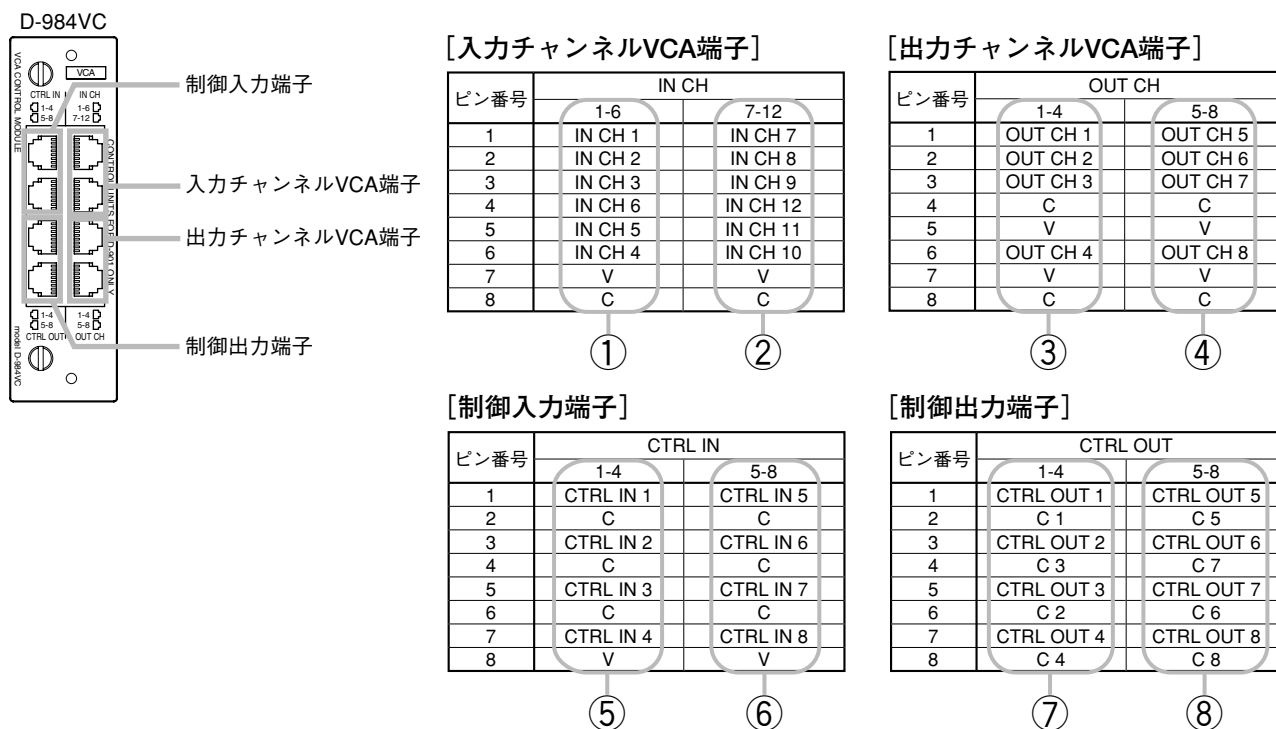 D-984VC
VCA CONTROL MODULE
VCA
CTRL IN
IN CH
1-4
1-6
5-8
7-12
CONTROL UNITS FOR D-901 ONLY
1-4
1-4
5-8
5-8
CTRL OUT
OUT CH
model D-984VC
制御入力端子
入力チャンネルVCA端子
出力チャンネルVCA端子
制御出力端子
[入力チャンネルVCA端子]
ピン番号 IN CH
1-6 7-12
1 IN CH 1 IN CH 7
2 IN CH 2 IN CH 8
3 IN CH 3 IN CH 9
4 IN CH 6 IN CH 12
5 IN CH 5 IN CH 11
6 IN CH 4 IN CH 10
7 V V
8 C C
① ②
[出力チャンネルVCA端子]
ピン番号 OUT CH
1-4 5-8
1 OUT CH 1 OUT CH 5
2 OUT CH 2 OUT CH 6
3 OUT CH 3 OUT CH 7
4 C C
5 V V
6 OUT CH 4 OUT CH 8
7 V V
8 C C
③ ④
[制御入力端子]
ピン番号 CTRL IN
1-4 5-8
1 CTRL IN 1 CTRL IN 5
2 C C
3 CTRL IN 2 CTRL IN 6
4 C C
5 CTRL IN 3 CTRL IN 7
6 C C
7 CTRL IN 4 CTRL IN 8
8 V V
⑤ ⑥
[制御出力端子]
ピン番号 CTRL OUT
1-4 5-8
1 CTRL OUT 1 CTRL OUT 5
2 C 1 C 5
3 CTRL OUT 2 CTRL OUT 6
4 C 3 C 7
5 CTRL OUT 3 CTRL OUT 7
6 C 2 C 6
7 CTRL OUT 4 CTRL OUT 8
8 C 4 C 8
⑦ ⑧